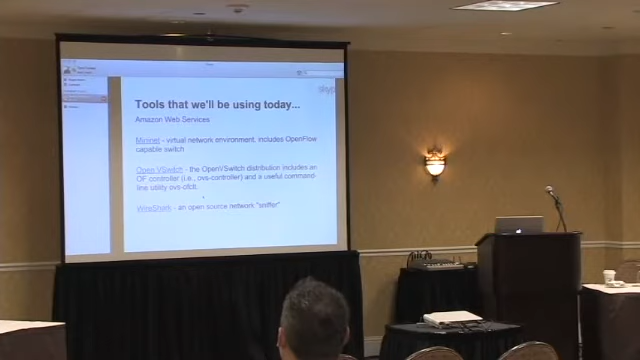 skype
Tools that we'll be using today...
Amazon Web Services
Mininet - virtual network environment, includes OpenFlow
capable switch
Open VSwitch - the OpenVSwitch distribution includes an
OF controller (i.e., ovs-controller) and a useful command-
line utility ovs-ofctl.
WireShark - an open source network "sniffer"